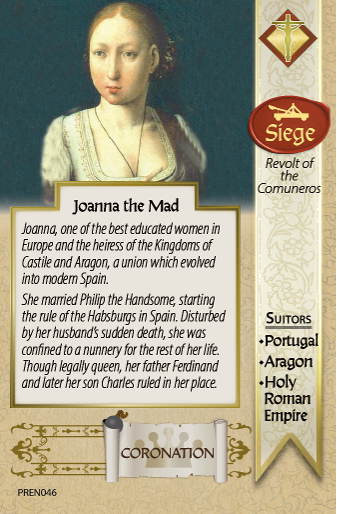 Siege
Revolt of
the
Comuneros
Joanna the Mad
Joanna, one of the best educated women in
Europe and the heiress of the Kingdoms of
Castile and Aragon, a union which evolved
into modern Spain.
She married Philip the Handsome, starting
the rule of the Habsburgs in Spain. Disturbed
by her husband's sudden death, she was
confined to a nunnery for the rest of her life.
Though legally queen, her father Ferdinand
and later her son Charles ruled in her place.
SUITORS
•Portugal
•Aragon
•Holy
Roman
Empire
CORONATION
PREN046